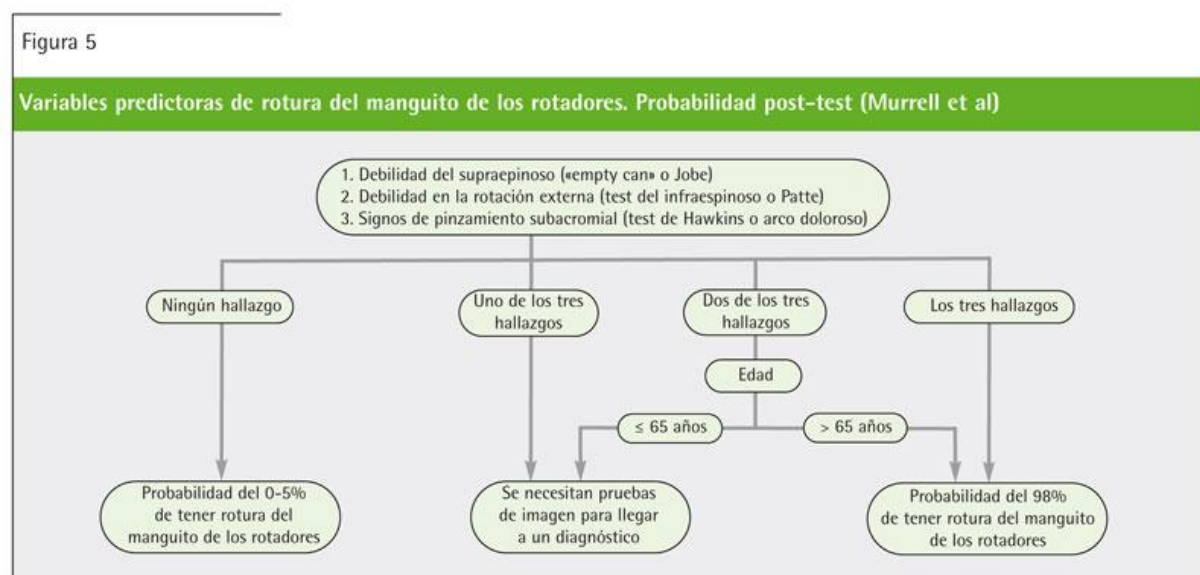 Figura 5
Variables predictoras de rotura del manguito de los rotadores. Probabilidad post-test (Murrell et al)
1. Debilidad del supraepinoso («empty can» o Jobe)
2. Debilidad en la rotación externa (test del infraespinoso o Patte)
3. Signos de pinzamiento subacromial (test de Hawkins o arco doloroso)
Ningún hallazgo
Uno de los tres
hallazgos
Dos de los tres
hallazgos
Los tres hallazgos
Edad
≤ 65 años
> 65 años
Probabilidad del 0-5%
de tener rotura del
manguito de los rotadores
Se necesitan pruebas
de imagen para llegar
a un diagnóstico
Probabilidad del 98%
de tener rotura del manguito
de los rotadores